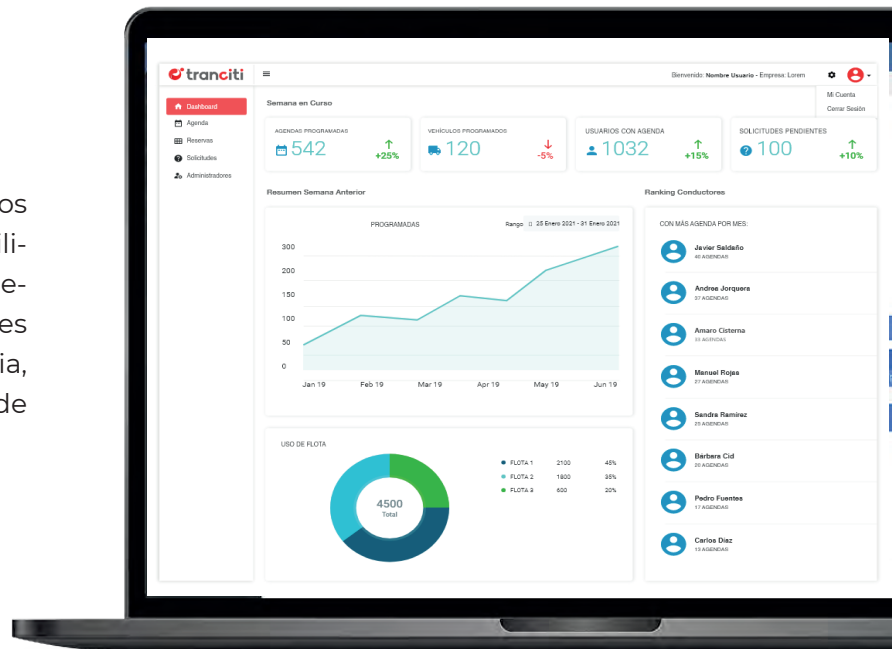 os
ili-
e-
es
ia,
de
tranciti
Bienvenido: Nombre Usuario - Empresa: Lorem
Mi Cuenta
Cerrar Sesión
Dashboard
Agenda
Reservas
Solicitudes
Administradores
Semana en Curso
AGENDAS PROGRAMADAS
542
+25%
VEHÍCULOS PROGRAMADOS
120
-5%
USUARIOS CON AGENDA
1032
+15%
SOLICITUDES PENDIENTES
100
+10%
Resumen Semana Anterior
PROGRAMADAS
Rango
25 Enero 2021 - 31 Enero 2021
300
200
150
100
50
0
Jan 19 Feb 19 Mar 19 Apr 19 May 19 Jun 19
USO DE FLOTA
4500
Total
FLOTA 1 2100 45%
FLOTA 2 1800 35%
FLOTA 3 600 20%
Ranking Conductores
CON MÁS AGENDA POR MES:
Javier Saldaño
40 AGENDAS
Andrea Jorquera
37 AGENDAS
Amaro Cisterna
33 AGENDAS
Manuel Rojas
27 AGENDAS
Sandra Ramirez
25 AGENDAS
Bárbara Cid
20 AGENDAS
Pedro Fuentes
17 AGENDAS
Carlos Díaz
13 AGENDAS